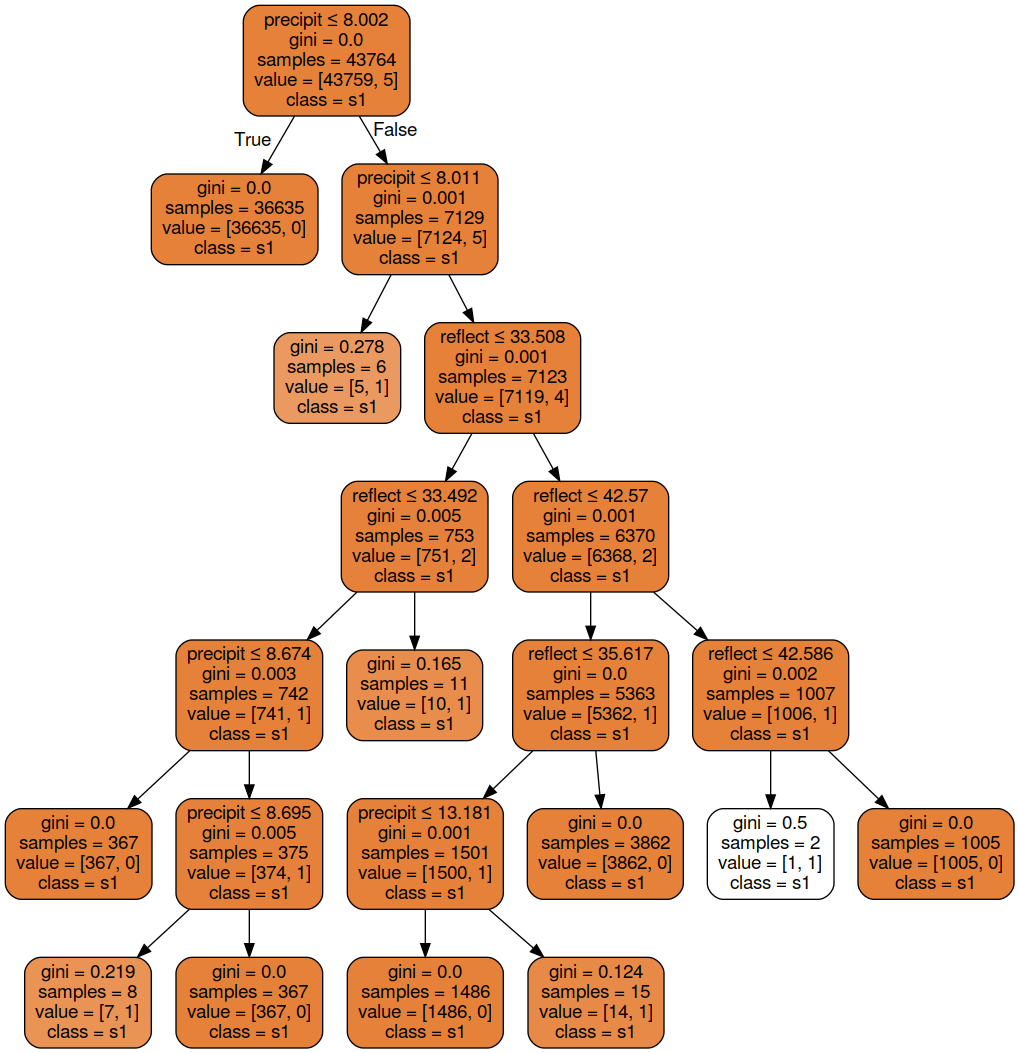 precipit ≤ 8.002
gini = 0.0
samples = 43764
value = [43759, 5]
class = s1
True
False
gini = 0.0
samples = 36635
value = [36635, 0]
class = s1
precipit ≤ 8.011
gini = 0.001
samples = 7129
value = [7124, 5]
class = s1
gini = 0.278
samples = 6
value = [5, 1]
class = s1
reflect ≤ 33.508
gini = 0.001
samples = 7123
value = [7119, 4]
class = s1
reflect ≤ 33.492
gini = 0.005
samples = 753
value = [751, 2]
class = s1
reflect ≤ 42.57
gini = 0.001
samples = 6370
value = [6368, 2]
class = s1
precipit ≤ 8.674
gini = 0.003
samples = 742
value = [741, 1]
class = s1
gini = 0.165
samples = 11
value = [10, 1]
class = s1
reflect ≤ 35.617
gini = 0.0
samples = 5363
value = [5362, 1]
class = s1
reflect ≤ 42.586
gini = 0.002
samples = 1007
value = [1006, 1]
class = s1
gini = 0.0
samples = 367
value = [367, 0]
class = s1
precipit ≤ 8.695
gini = 0.005
samples = 375
value = [374, 1]
class = s1
precipit ≤ 13.181
gini = 0.001
samples = 1501
value = [1500, 1]
class = s1
gini = 0.0
samples = 3862
value = [3862, 0]
class = s1
gini = 0.5
samples = 2
value = [1, 1]
class = s1
gini = 0.0
samples = 1005
value = [1005, 0]
class = s1
gini = 0.219
samples = 8
value = [7, 1]
class = s1
gini = 0.0
samples = 367
value = [367, 0]
class = s1
gini = 0.0
samples = 1486
value = [1486, 0]
class = s1
gini = 0.124
samples = 15
value = [14, 1]
class = s1